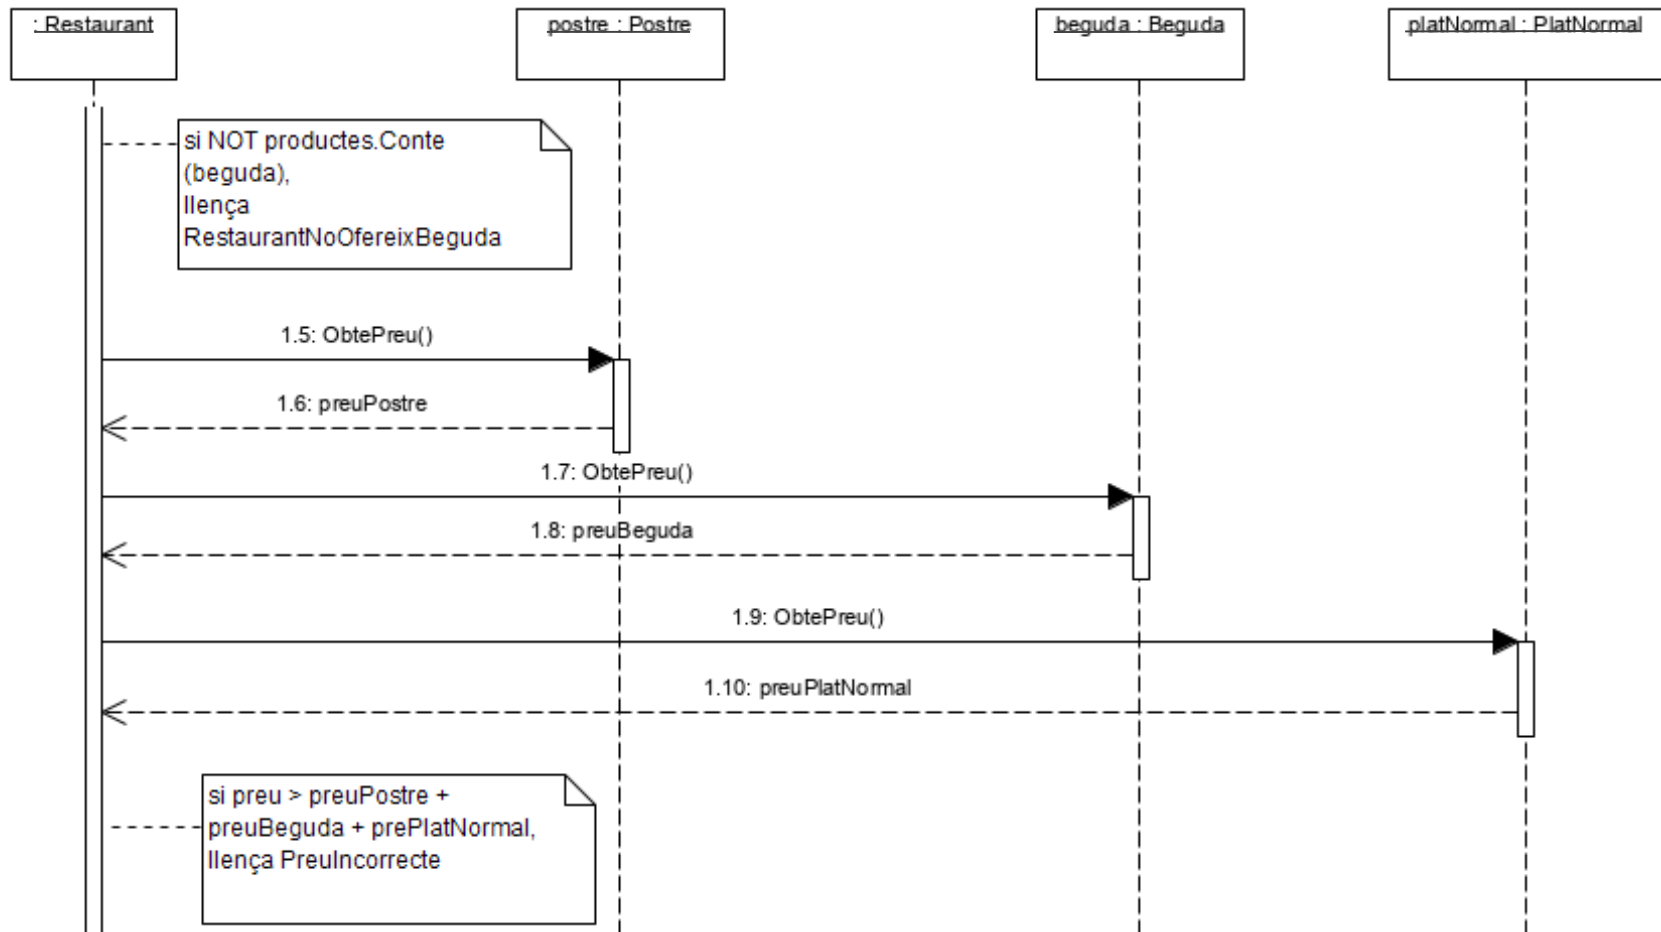 : Restaurant
postre : Postre
beguda : Beguda
platNormal : PlatNormal
si NOT productes.Conte
(beguda),
llença
RestaurantNoOfereixBeguda
1.5: ObtePreu()
1.6: preuPostre
1.7: ObtePreu()
1.8: preuBeguda
1.9: ObtePreu()
1.10: preuPlatNormal
si preu > preuPostre +
preuBeguda + prePlatNormal,
llença PreuIncorrecte